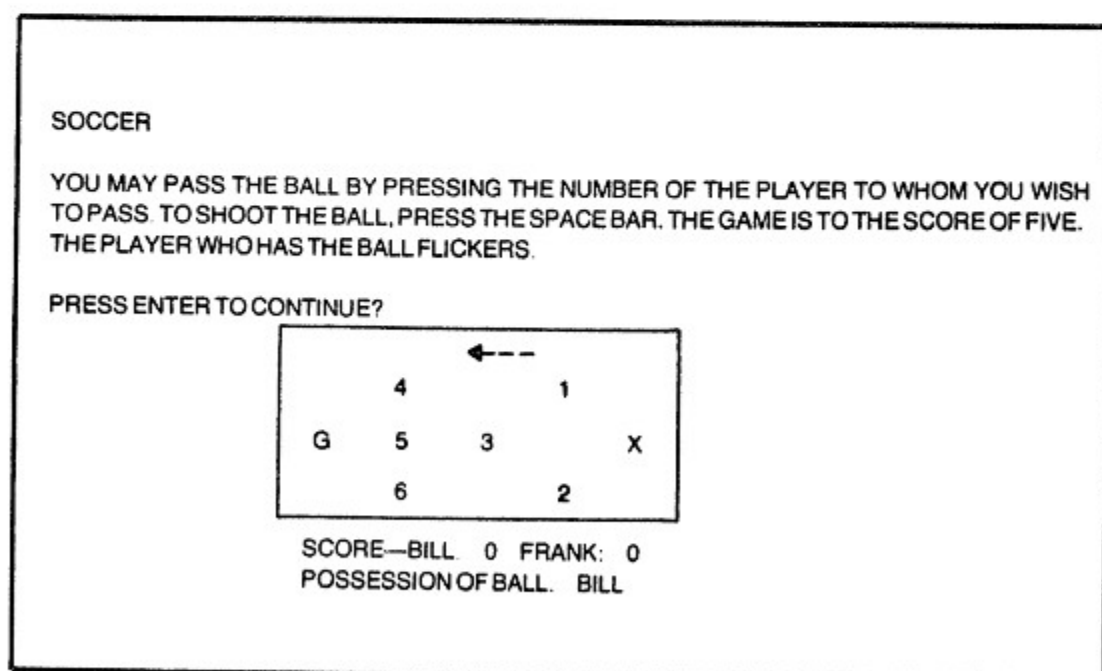 SOCCER
YOU MAY PASS THE BALL BY PRESSING THE NUMBER OF THE PLAYER TO WHOM YOU WISH
TO PASS. TO SHOOT THE BALL, PRESS THE SPACE BAR. THE GAME IS TO THE SCORE OF FIVE.
THE PLAYER WHO HAS THE BALL FLICKERS.
PRESS ENTER TO CONTINUE?
4 1
G 5 3 X
6 2
SCORE—BILL. 0 FRANK: 0
POSSESSION OF BALL. BILL